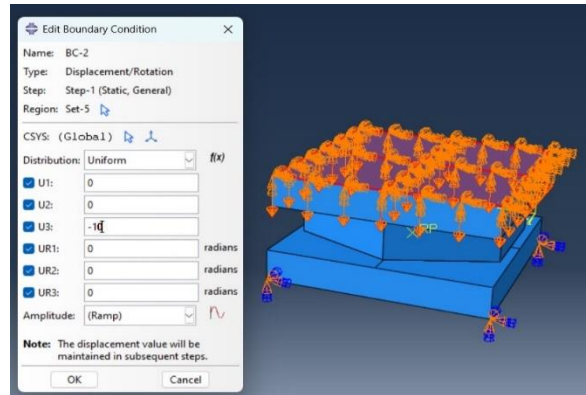 Edit Boundary Condition
Name: BC-2
Type: Displacement/Rotation
Step: Step-1 (Static, General)
Region: Set-5
CSYS: (Global)
Distribution: Uniform f(x)
U1: 0
U2: 0
U3: -10
UR1: 0 radians
UR2: 0 radians
UR3: 0 radians
Amplitude: (Ramp)
Note: The displacement value will be
maintained in subsequent steps.
OK Cancel
RP
Y